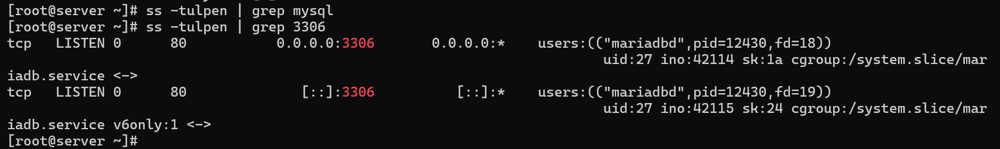 [root@server ~]# ss -tulpen | grep mysql
[root@server ~]# ss -tulpen | grep 3306
tcp   LISTEN 0      80           0.0.0.0:3306       0.0.0.0:*    users:(("mariadbd",pid=12430,fd=18))
uid:27 ino:42114 sk:1a cgroup:/system.slice/mar
iadb.service <->
tcp   LISTEN 0      80              [::]:3306          [::]:*    users:(("mariadbd",pid=12430,fd=19))
uid:27 ino:42115 sk:24 cgroup:/system.slice/mar
iadb.service v6only:1 <->
[root@server ~]#